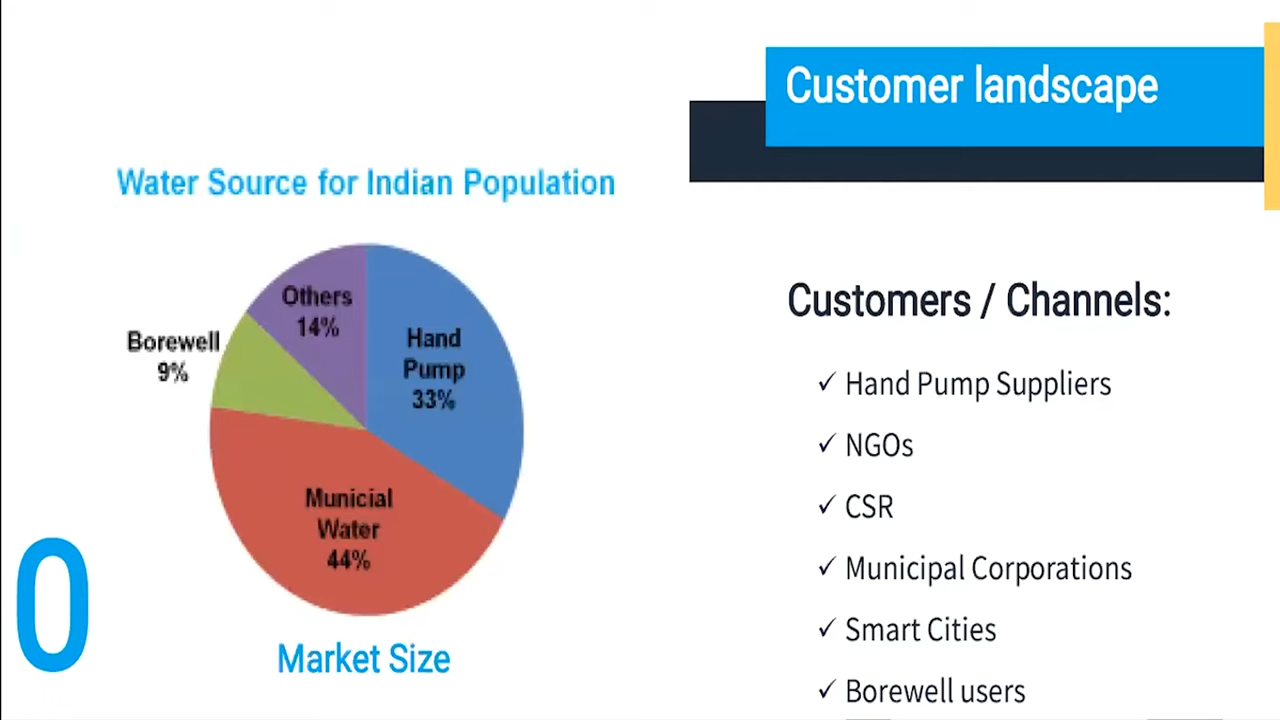 Customer landscape
Water Source for Indian Population
Others
14%
Hand
Pump
33%
Borewell
9%
Municial
Water
44%
Market Size
0
Customers / Channels:
✓ Hand Pump Suppliers
✓ NGOs
✓ CSR
✓ Municipal Corporations
✓ Smart Cities
✓ Borewell users